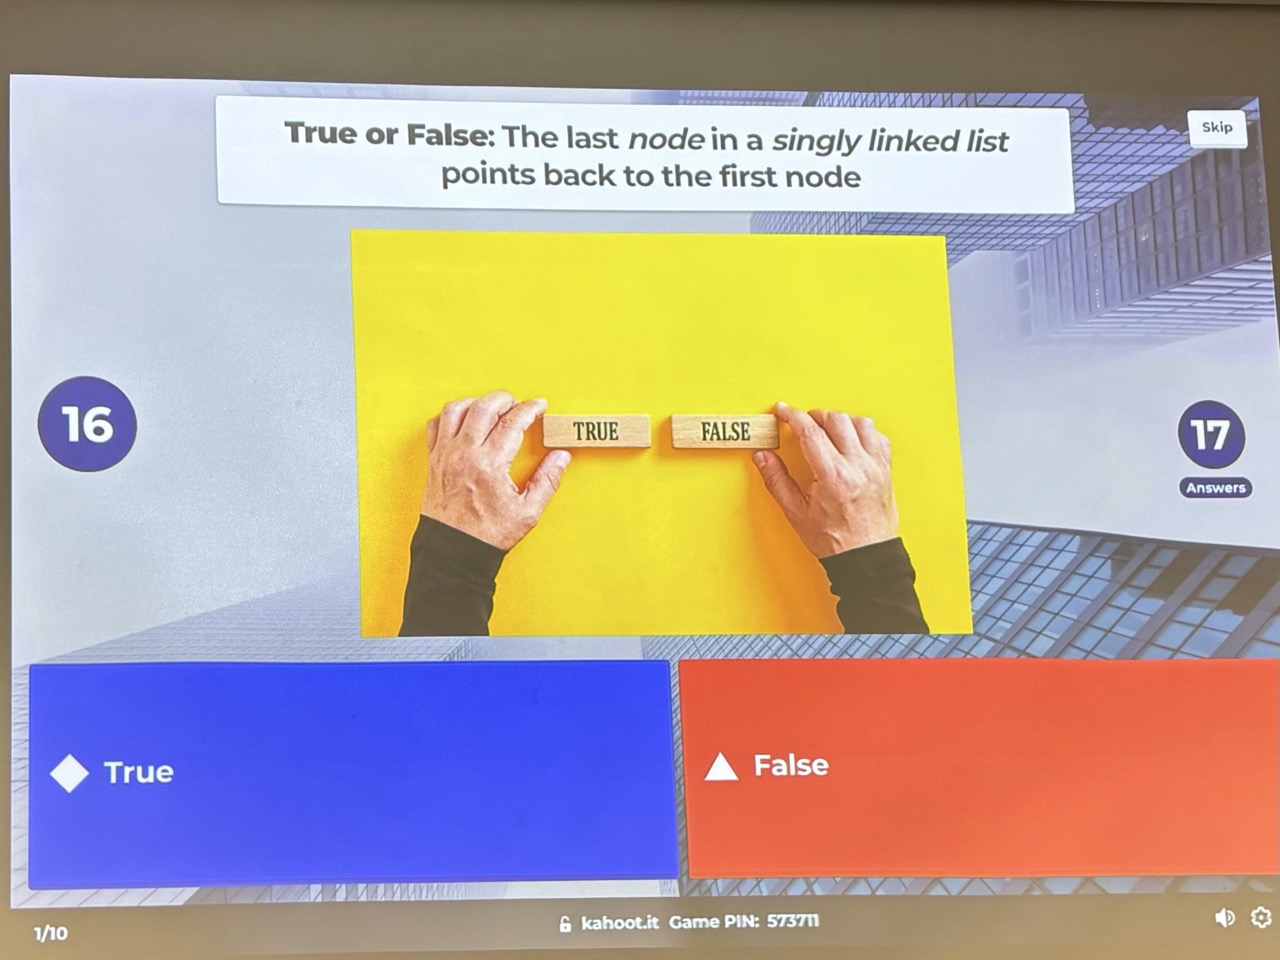 True or False: The last node in a singly linked list
points back to the first node
Skip
16
TRUE
FALSE
17
Answers
True
False
1/10
kahoot.it Game PIN: 573711